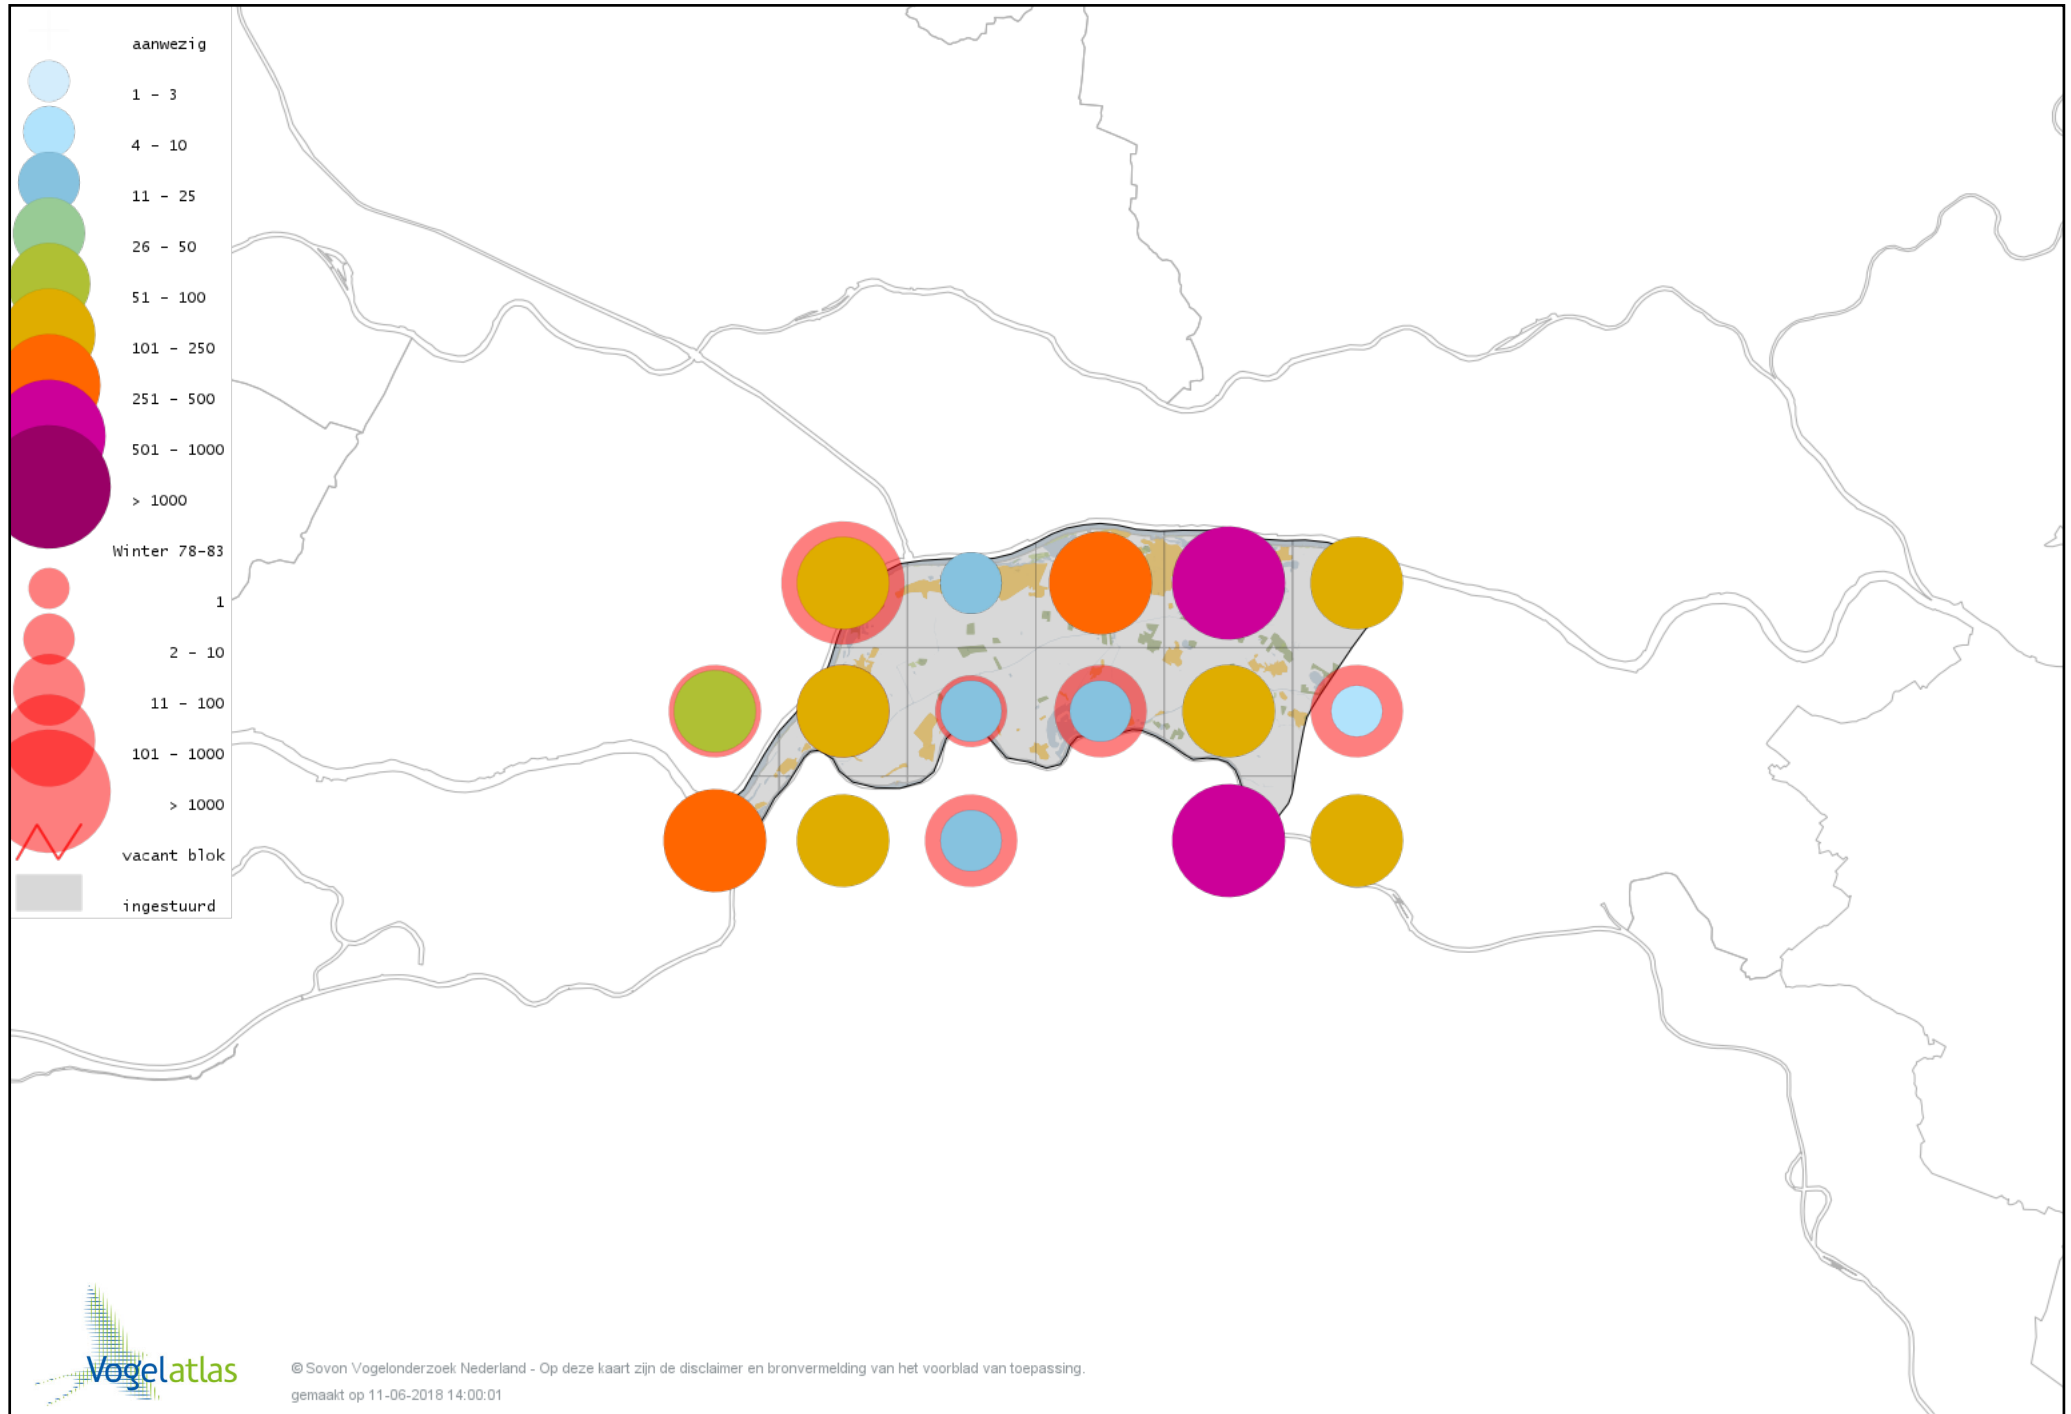 aanwezig
1 - 3
4 - 10
11 - 25
26 - 50
51 - 100
101 - 250
251 - 500
501 - 1000
> 1000
Winter 78-83
1
2 - 10
11 - 100
101 - 1000
> 1000
vacant blok
ingestuurd
Vogelatlas
© Sovon Vogelonderzoek Nederland - Op deze kaart zijn de disclaimer en bronvermelding van het voorblad van toepassing.
gemaakt op 11-06-2018 14:00:01